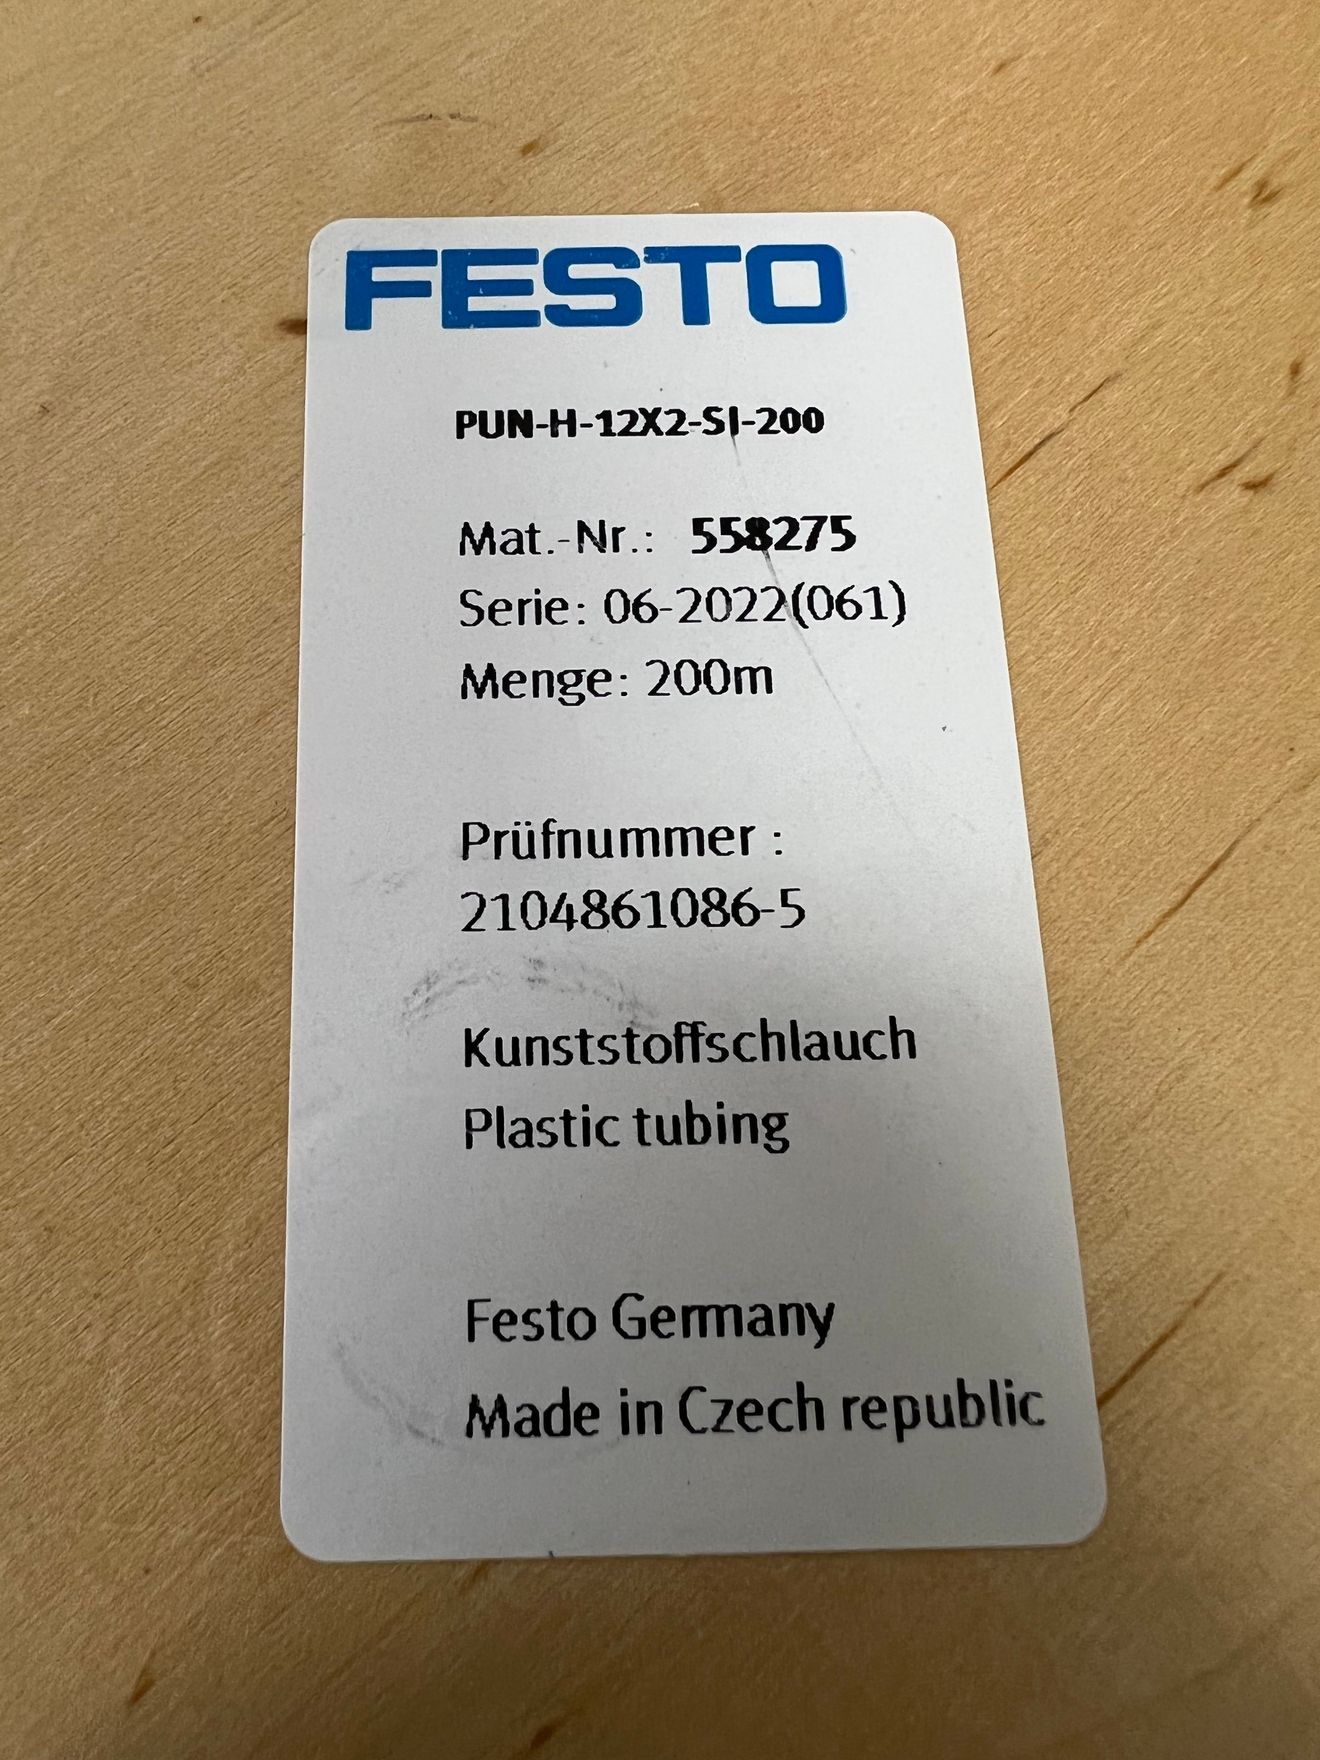 FESTO
PUN-H-12X2-SI-200
Mat.-Nr.: 558275
Serie: 06-2022(061)
Menge: 200m
Prüfnummer :
2104861086-5
Kunststoffschlauch
Plastic tubing
Festo Germany
Made in Czech republic